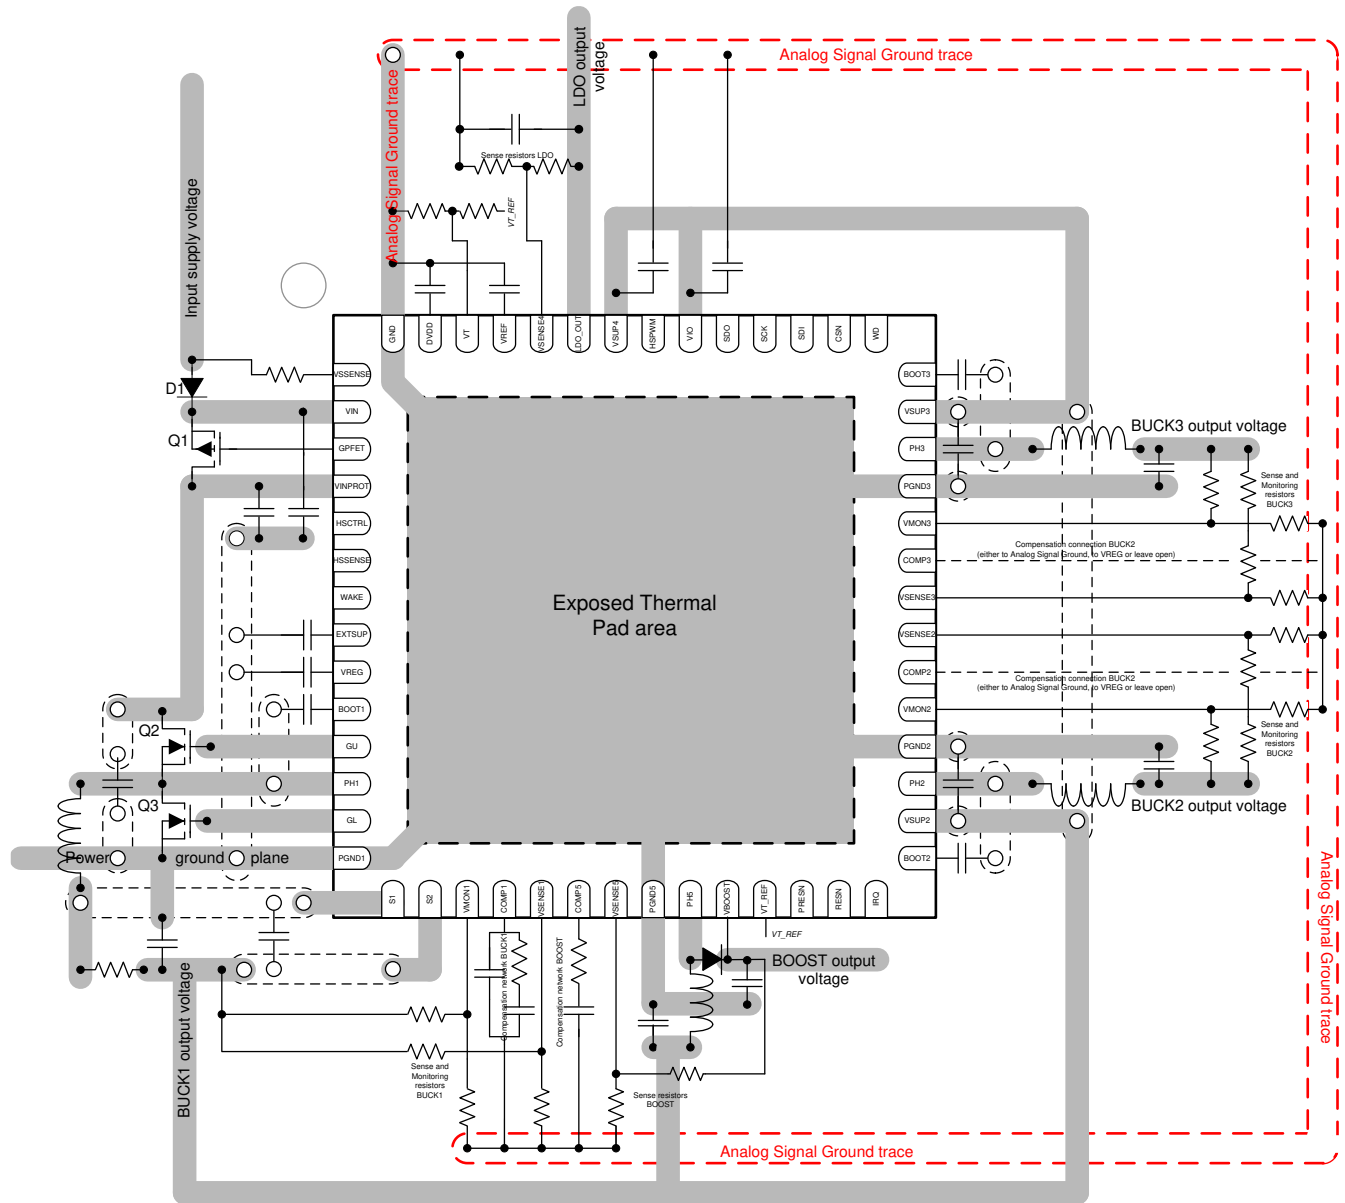 Analog Signal Ground trace
LDO output
voltage
Analog Signal Ground trace
Sense resistors LDO
VT_REF
Input supply voltage
GND
DVDD
VT
VREF
VSENSE4
LDO_OUT
VSUP4
HSPWM
VIO
SDO
SCK
SDI
CSN
WD
D1
Q1
VSSENSE
VIN
GPFET
VINPROT
HSCTRL
HSSENSE
WAKE
EXTSUP
VREG
BOOT1
GU
PH1
GL
PGND1
Q2
Q3
Power ground plane
Exposed Thermal
Pad area
BOOT3
VSUP3
PH3
PGND3
VMON3
COMP3
VSENSE3
VSENSE2
COMP2
VMON2
PGND2
PH2
VSUP2
BOOT2
BUCK3 output voltage
Sense and
Monitoring
resistors
BUCK3
Compensation connection BUCK2
(either to Analog Signal Ground, to VREG or leave open)
Compensation connection BUCK2
(either to Analog Signal Ground, to VREG or leave open)
Sense and
Monitoring
resistors
BUCK2
BUCK2 output voltage
Analog Signal Ground trace
S1
S2
VMON1
COMP1
VSENSE1
COMP5
VSENSE5
PGND5
PH5
VBOOST
VT_REF
PRESN
RESN
IRQ
VT_REF
Compensation network BUCK1
Compensation network BOOST
BOOST output
voltage
BUCK1 output voltage
Sense and
Monitoring
resistors
BUCK1
Sense resistors
BOOST
Analog Signal Ground trace